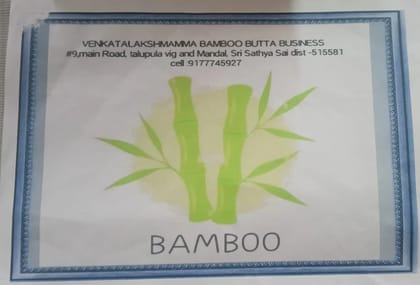 VENKATALAKSHMAMMA BAMBOO BUTTA BUSINESS
#9,main Road, talupula vig and Mandal, Sri Sathya Sai dist -515581
cell :9177745927
BAMBOO